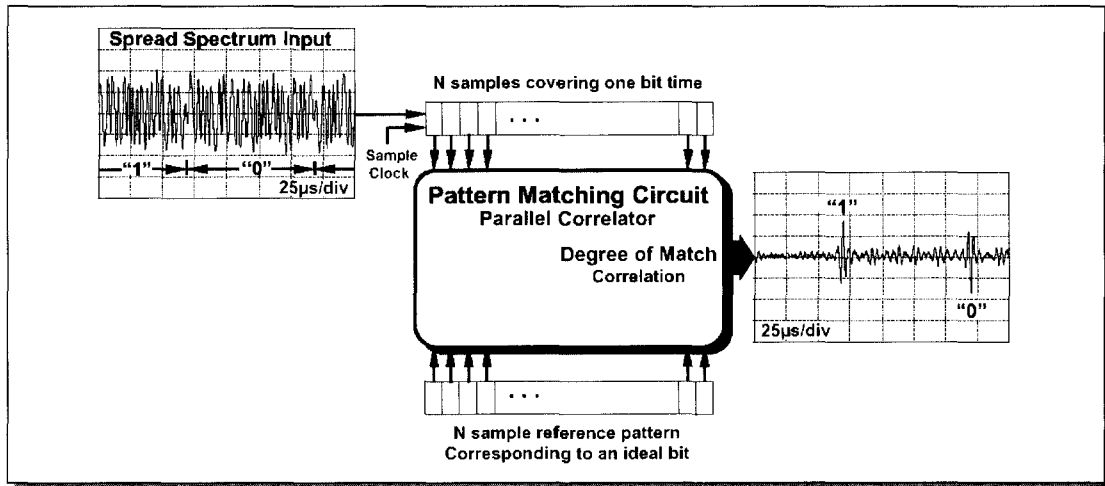 Spread Spectrum Input
“1”
“0”
25µs/div
N samples covering one bit time
. . .
Sample
Clock
Pattern Matching Circuit
Parallel Correlator
Degree of Match
Correlation
“1”
“0”
25µs/div
. . .
N sample reference pattern
Corresponding to an ideal bit